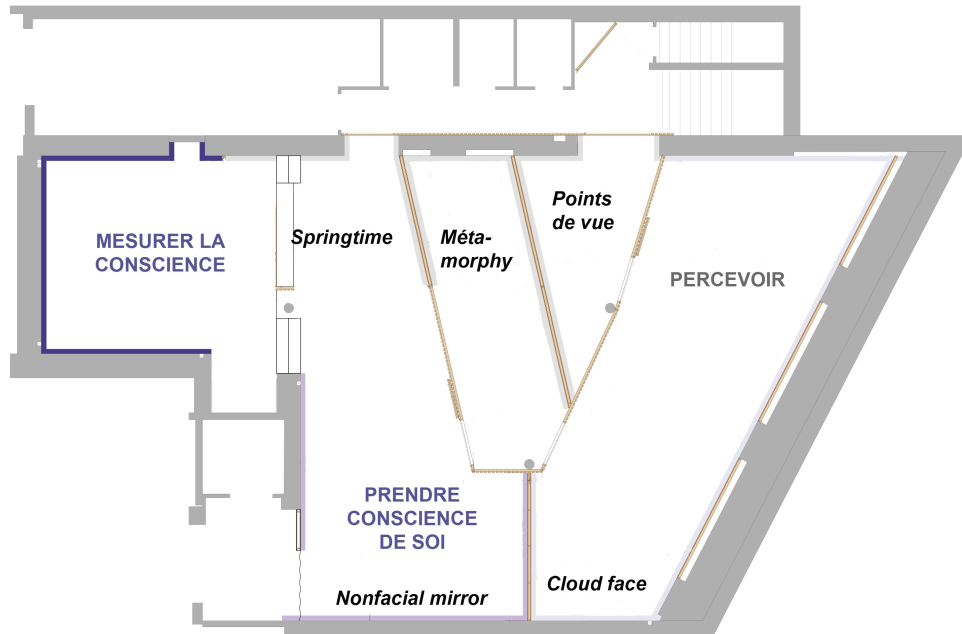 MESURER LA
CONSCIENCE
Springtime
Méta-
morphy
Points
de vue
PERCEVOIR
PRENDRE
CONSCIENCE
DE SOI
Nonfacial mirror
Cloud face